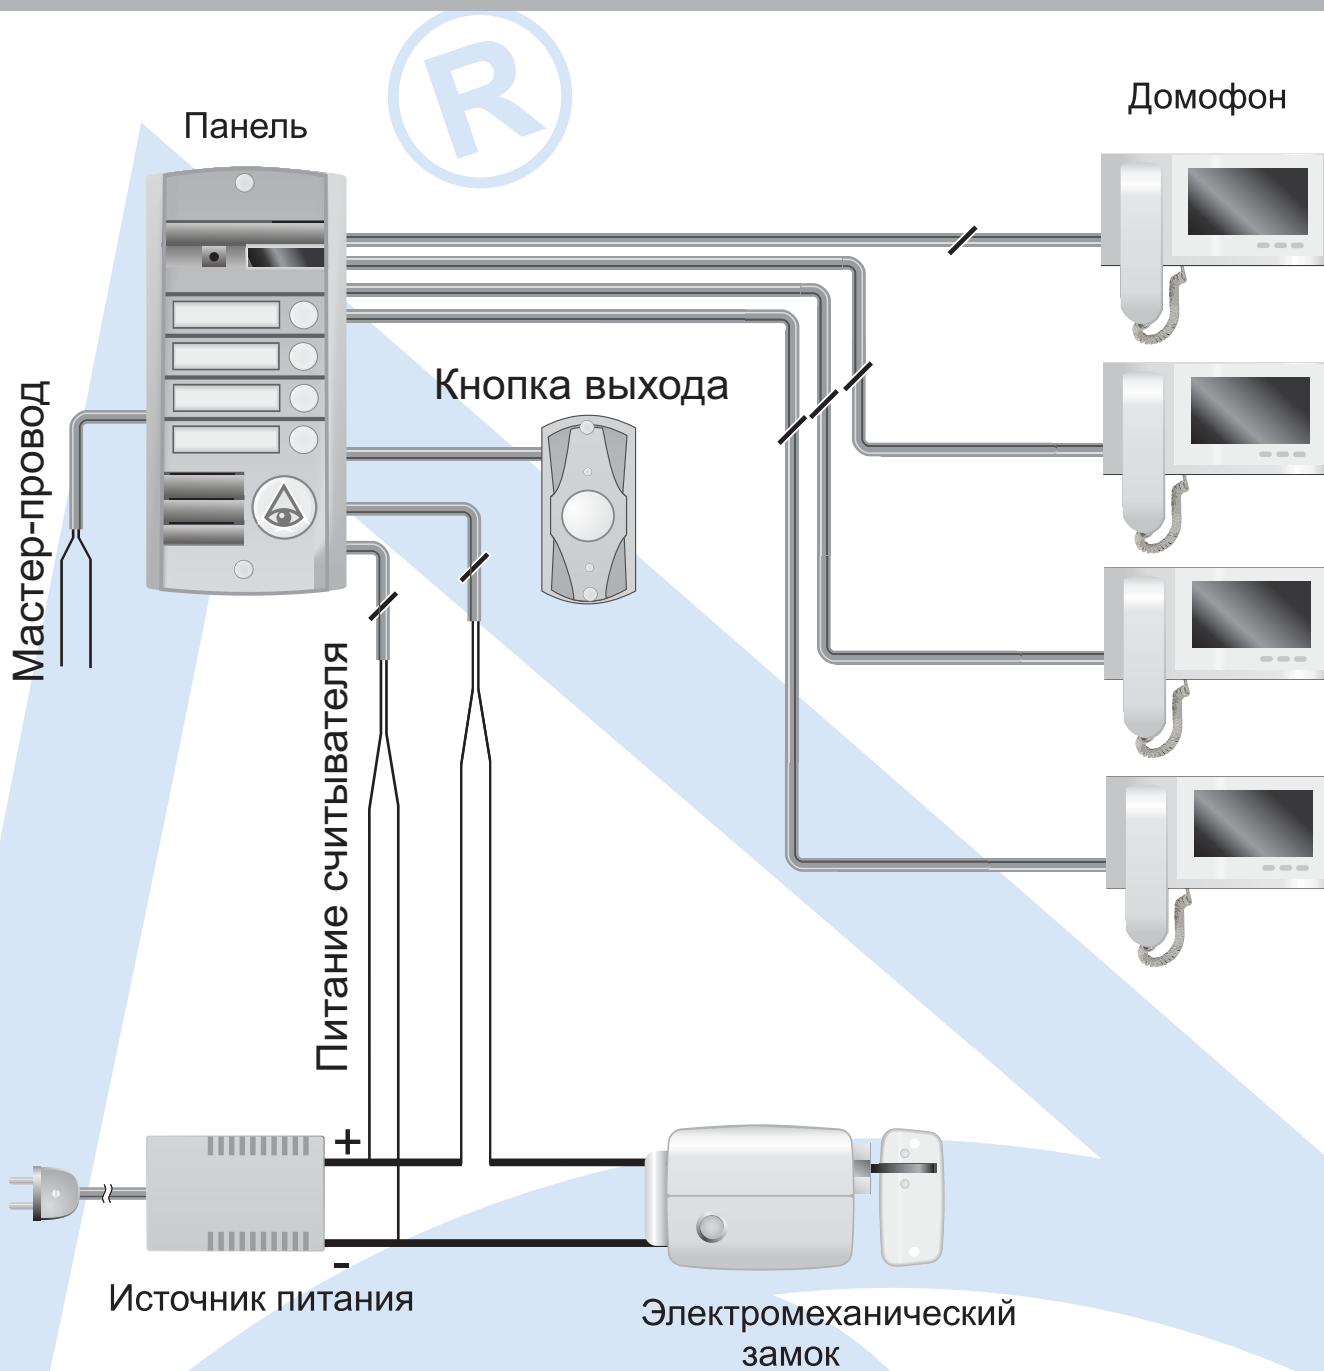 ®
Панель
Домофон
Кнопка выхода
Мастер-провод
Питание считывателя
+
-
Источник питания
Электромеханический
замок